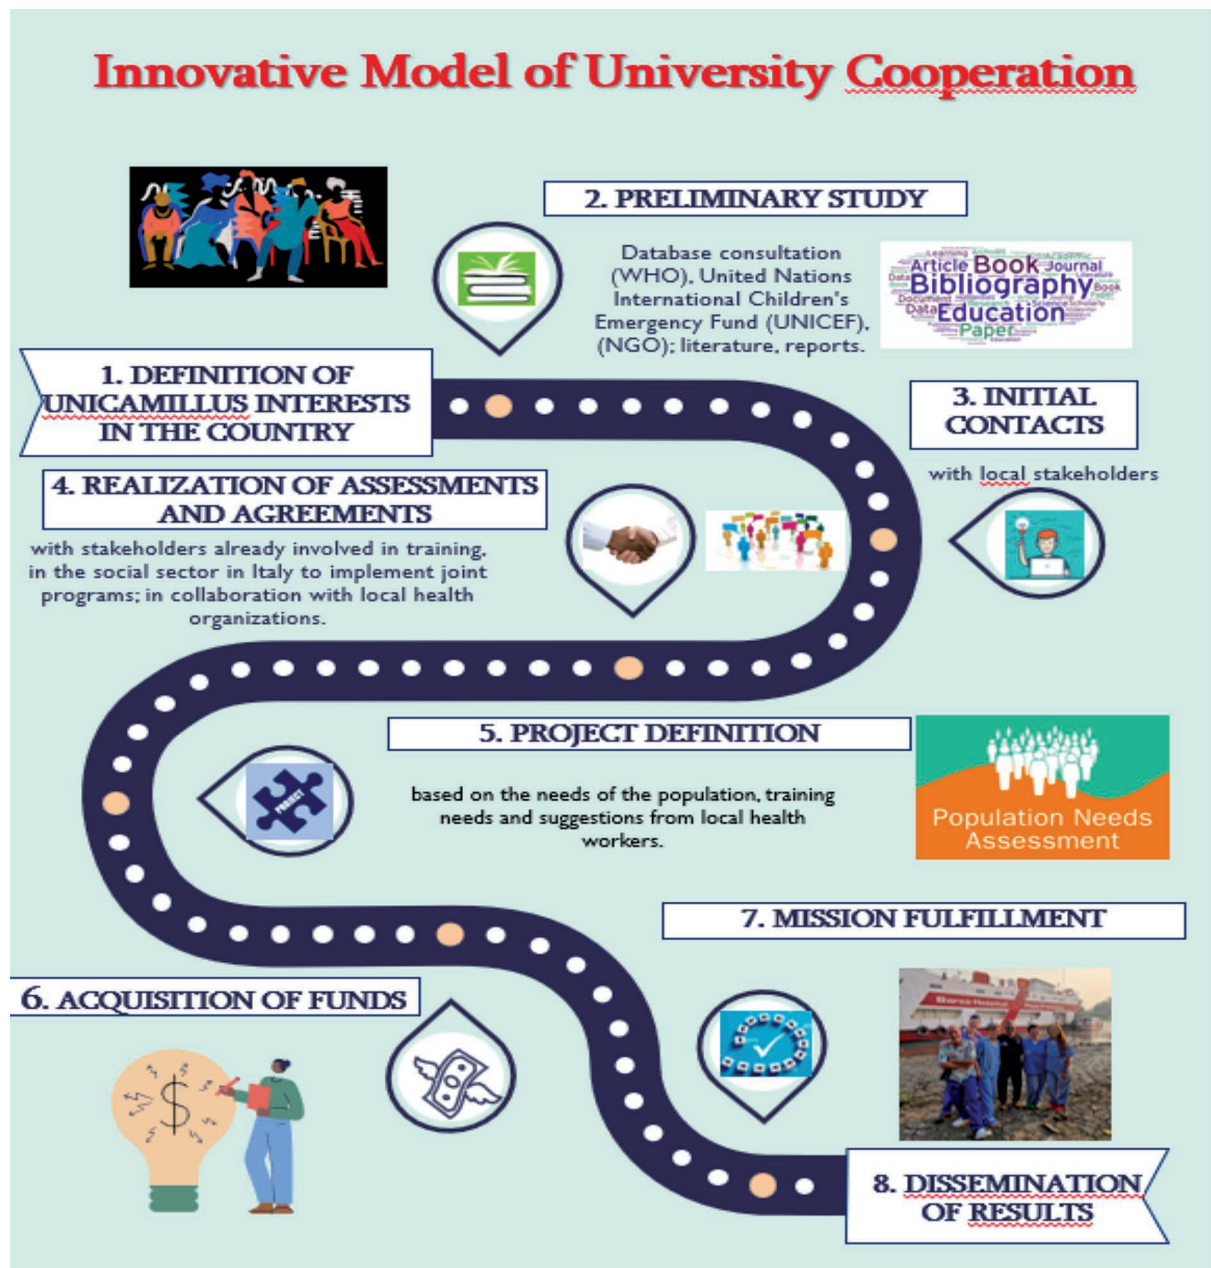 Innovative Model of University Cooperation
2. PRELIMINARY STUDY
Database consultation
(WHO), United Nations
International Children's
Emergency Fund (UNICEF),
(NGO); literature, reports.
Article Book Journal
Bibliography Book
Document
Data Education
Paper
1. DEFINITION OF
UNICAMILLUS INTERESTS
IN THE COUNTRY
3. INITIAL
CONTACTS
with local stakeholders
4. REALIZATION OF ASSESSMENTS
AND AGREEMENTS
with stakeholders already involved in training,
in the social sector in Italy to implement joint
programs; in collaboration with local health
organizations.
5. PROJECT DEFINITION
PROJECT
based on the needs of the population, training
needs and suggestions from local health
workers.
Population Needs
Assessment
7. MISSION FULFILLMENT
6. ACQUISITION OF FUNDS
$
8. DISSEMINATION
OF RESULTS